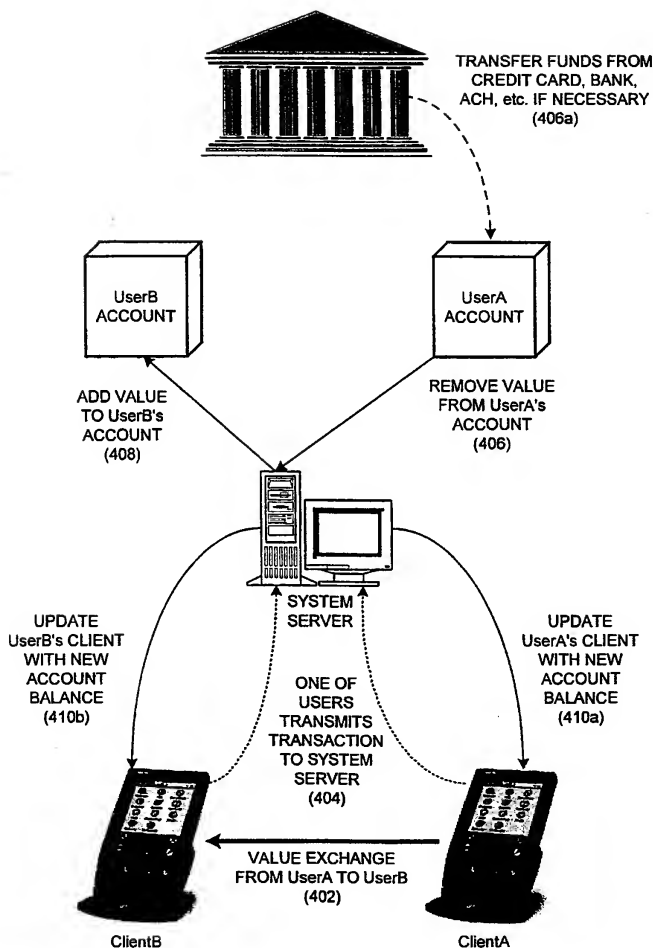 TRANSFER FUNDS FROM
CREDIT CARD, BANK,
ACH, etc. IF NECESSARY
(406a)
UserB
ACCOUNT
UserA
ACCOUNT
ADD VALUE
TO UserB's
ACCOUNT
(408)
REMOVE VALUE
FROM UserA's
ACCOUNT
(406)
SYSTEM
SERVER
UPDATE
UserB's CLIENT
WITH NEW
ACCOUNT
BALANCE
(410b)
ONE OF
USERS
TRANSMITS
TRANSACTION
TO SYSTEM
SERVER
(404)
UPDATE
UserA's CLIENT
WITH NEW
ACCOUNT
BALANCE
(410a)
VALUE EXCHANGE
FROM UserA TO UserB
(402)
ClientB
ClientA